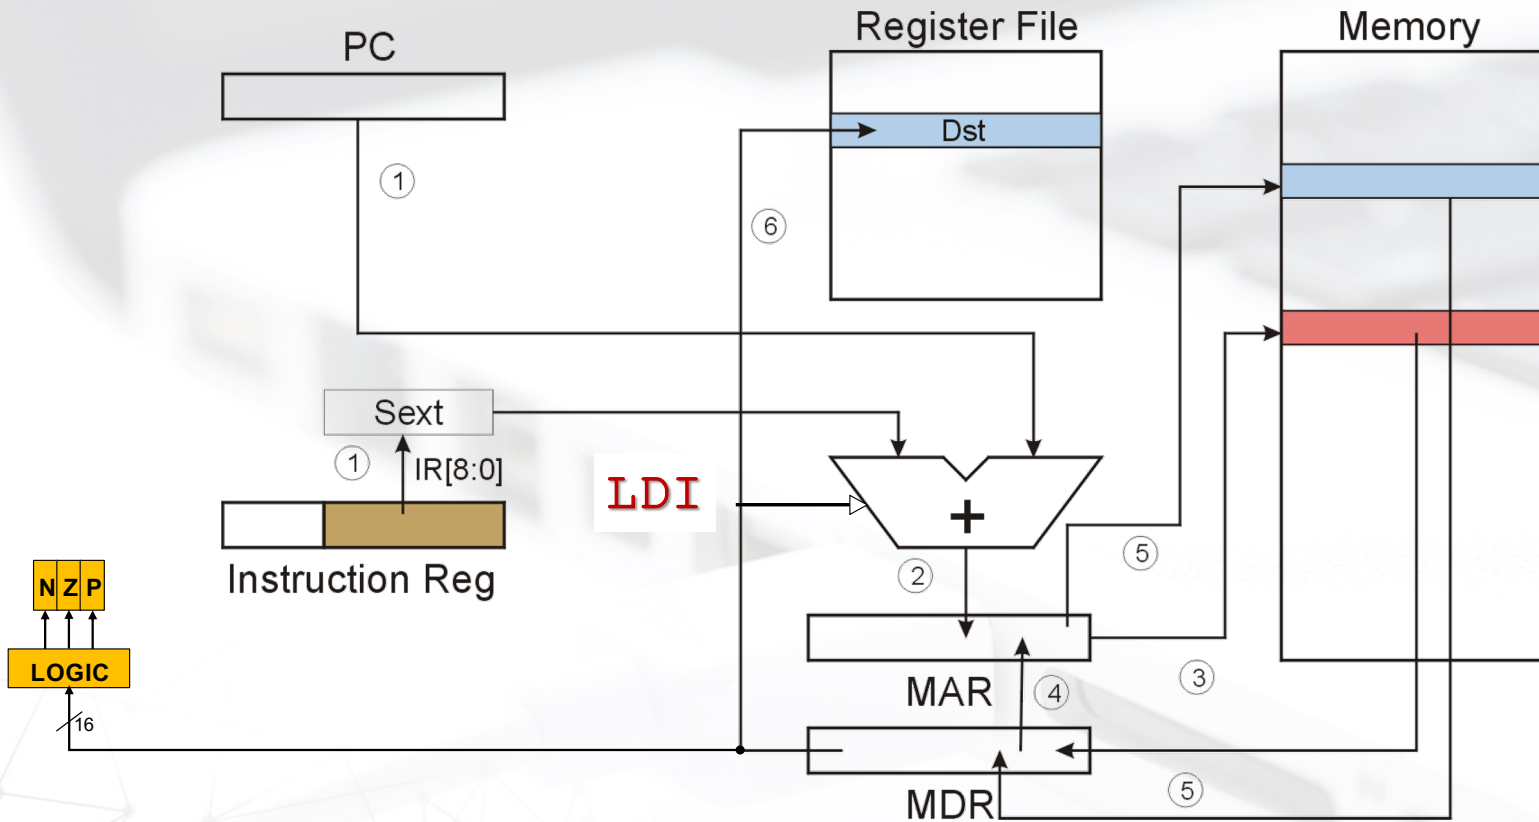 Register File
Memory
PC
Dst
1
6
Sext
1
IR[8:0]
LDI
+
5
2
Instruction Reg
N Z P
LOGIC
3
MAR
4
16
5
MDR